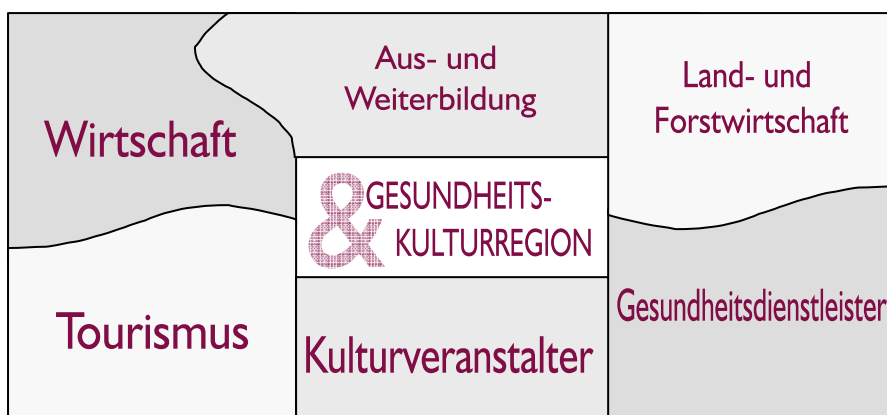 Wirtschaft
Aus- und
Weiterbildung
Land- und
Forstwirtschaft
& GESUNDHEITS-
KULTURREGION
Tourismus
Kulturveranstalter
Gesundheitsdienstleister